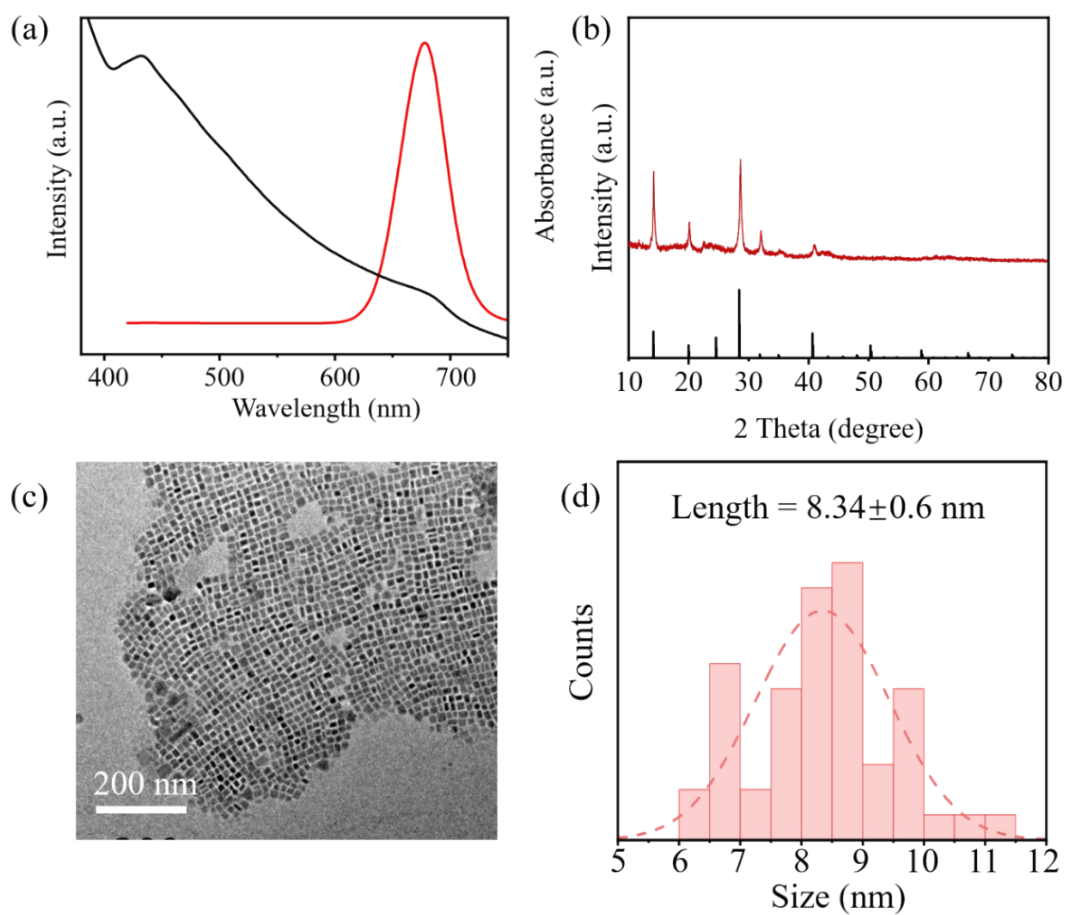 (a)
Intensity (a.u.)
Absorbance (a.u.)
400 500 600 700
Wavelength (nm)
(b)
Intensity (a.u.)
10 20 30 40 50 60 70 80
2 Theta (degree)
(c)
200 nm
(d)
Length = 8.34±0.6 nm
Counts
5 6 7 8 9 10 11 12
Size (nm)